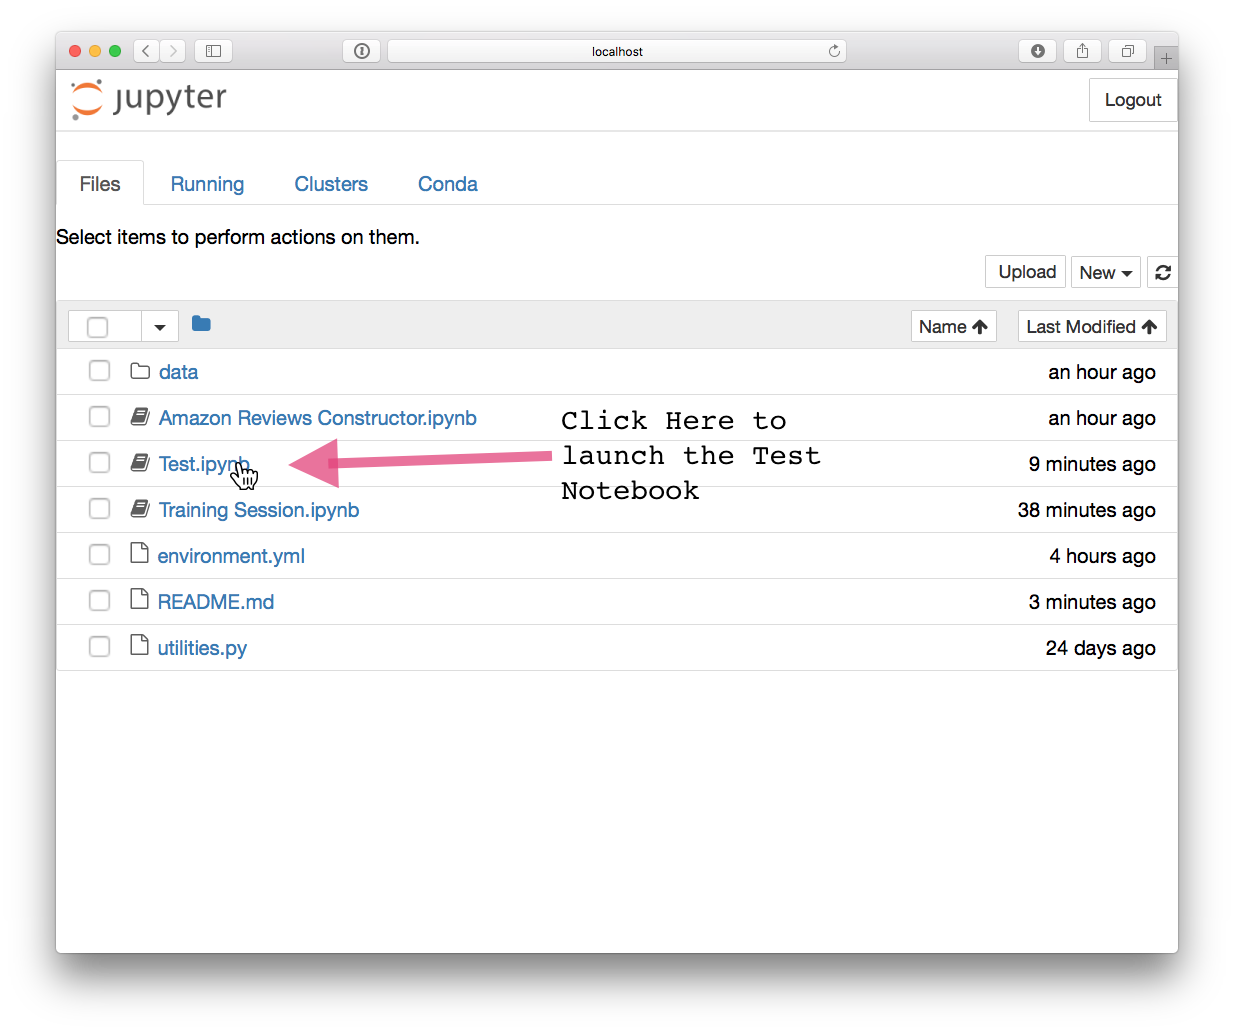 localhost
jupyter
Logout
Files Running Clusters Conda
Select items to perform actions on them.
Upload New
Name Last Modified
data an hour ago
Amazon Reviews Constructor.ipynb an hour ago
Test.ipynb 9 minutes ago
Training Session.ipynb 38 minutes ago
environment.yml 4 hours ago
README.md 3 minutes ago
utilities.py 24 days ago
Click Here to
launch the Test
Notebook